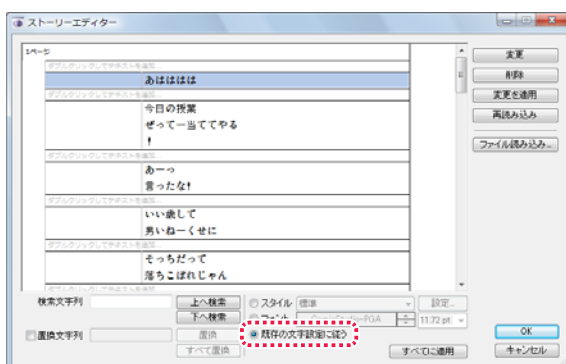 ストーリーエディター
1ページ
ダブルクリックしてテキストを追加...
あはははは
ダブルクリックしてテキストを追加...
今日の授業
ぜって一当ててやる
!
ダブルクリックしてテキストを追加...
あーっ
言ったな!
ダブルクリックしてテキストを追加...
いい歳して
男いねーくせに
ダブルクリックしてテキストを追加...
そっちだって
落ちこぼれじゃん
変更
削除
変更を適用
再読み込み
ファイル読み込み...
検索文字列
上へ検索
下へ検索
スタイル
標準
設定...
フォント
11.72 pt
置換文字列
置換
すべて置換
既存の文字設定に従う
すべてに適用
OK
キャンセル